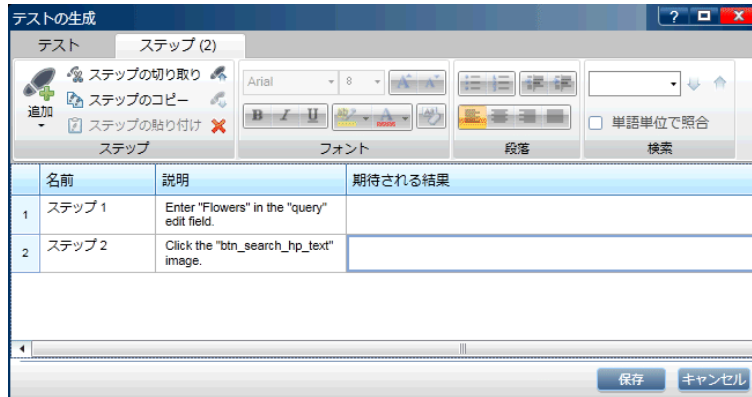 テストの生成
?
テスト
ステップ (2)
追加
ステップの切り取り
ステップのコピー
ステップの貼り付け
ステップ
Arial
8
B I U
A
フォント
段落
単語単位で照合
検索
名前 説明 期待される結果
1 ステップ 1 Enter "Flowers" in the "query"
edit field.
2 ステップ 2 Click the "btn_search_hp_text"
image.
保存 キャンセル